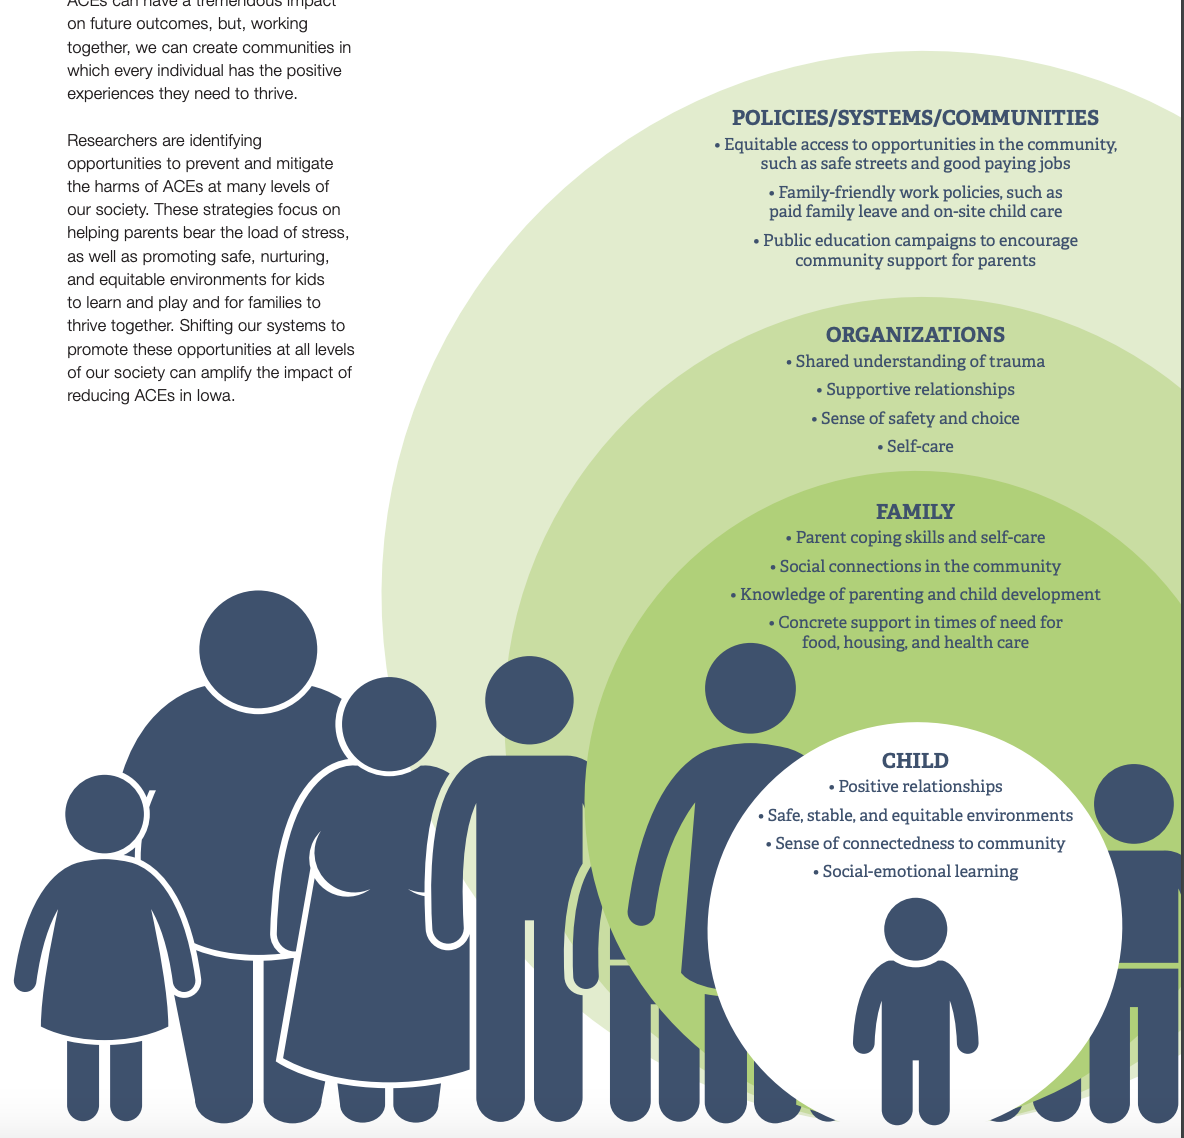 ACEs can have a tremendous impact
on future outcomes, but, working
together, we can create communities in
which every individual has the positive
experiences they need to thrive.
Researchers are identifying
opportunities to prevent and mitigate
the harms of ACEs at many levels of
our society. These strategies focus on
helping parents bear the load of stress,
as well as promoting safe, nurturing,
and equitable environments for kids
to learn and play and for families to
thrive together. Shifting our systems to
promote these opportunities at all levels
of our society can amplify the impact of
reducing ACEs in Iowa.
POLICIES/SYSTEMS/COMMUNITIES
• Equitable access to opportunities in the community,
such as safe streets and good paying jobs
• Family-friendly work policies, such as
paid family leave and on-site child care
• Public education campaigns to encourage
community support for parents
ORGANIZATIONS
• Shared understanding of trauma
• Supportive relationships
• Sense of safety and choice
• Self-care
FAMILY
• Parent coping skills and self-care
• Social connections in the community
• Knowledge of parenting and child development
• Concrete support in times of need for
food, housing, and health care
CHILD
• Positive relationships
• Safe, stable, and equitable environments
• Sense of connectedness to community
• Social-emotional learning